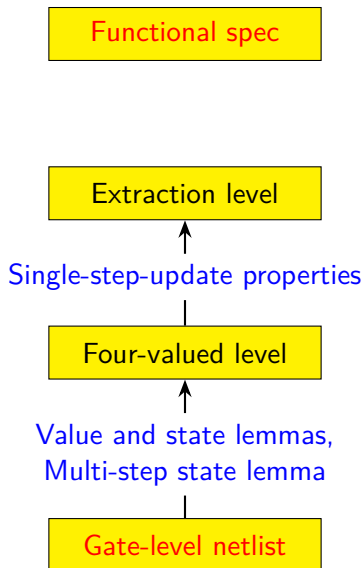 Functional spec
Extraction level
Single-step-update properties
Four-valued level
Value and state lemmas,
Multi-step state lemma
Gate-level netlist